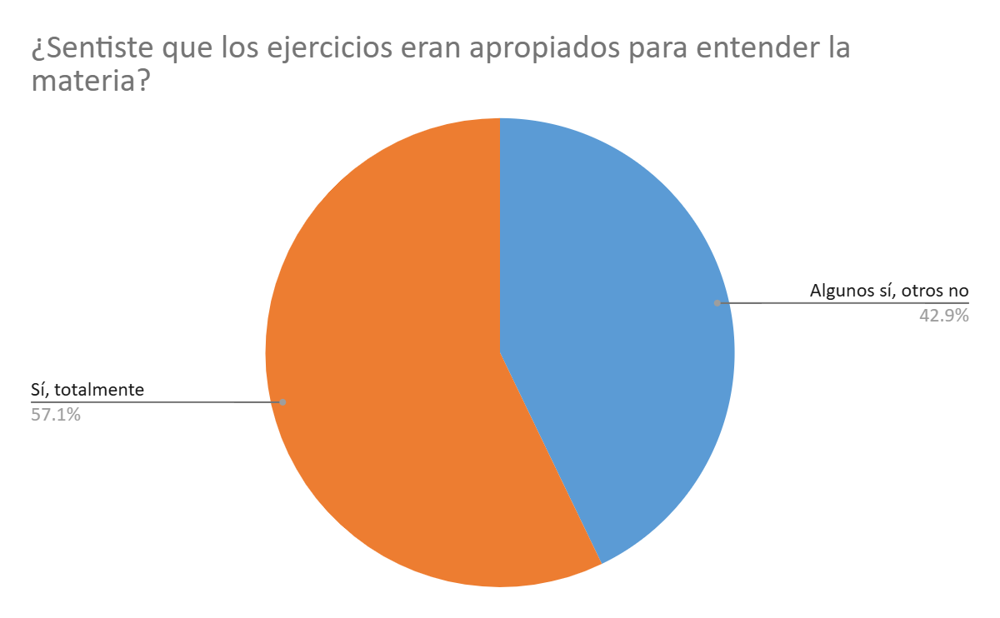 ¿Sentiste que los ejercicios eran apropiados para entender la
materia?
Algunos sí, otros no
42.9%
Sí, totalmente
57.1%